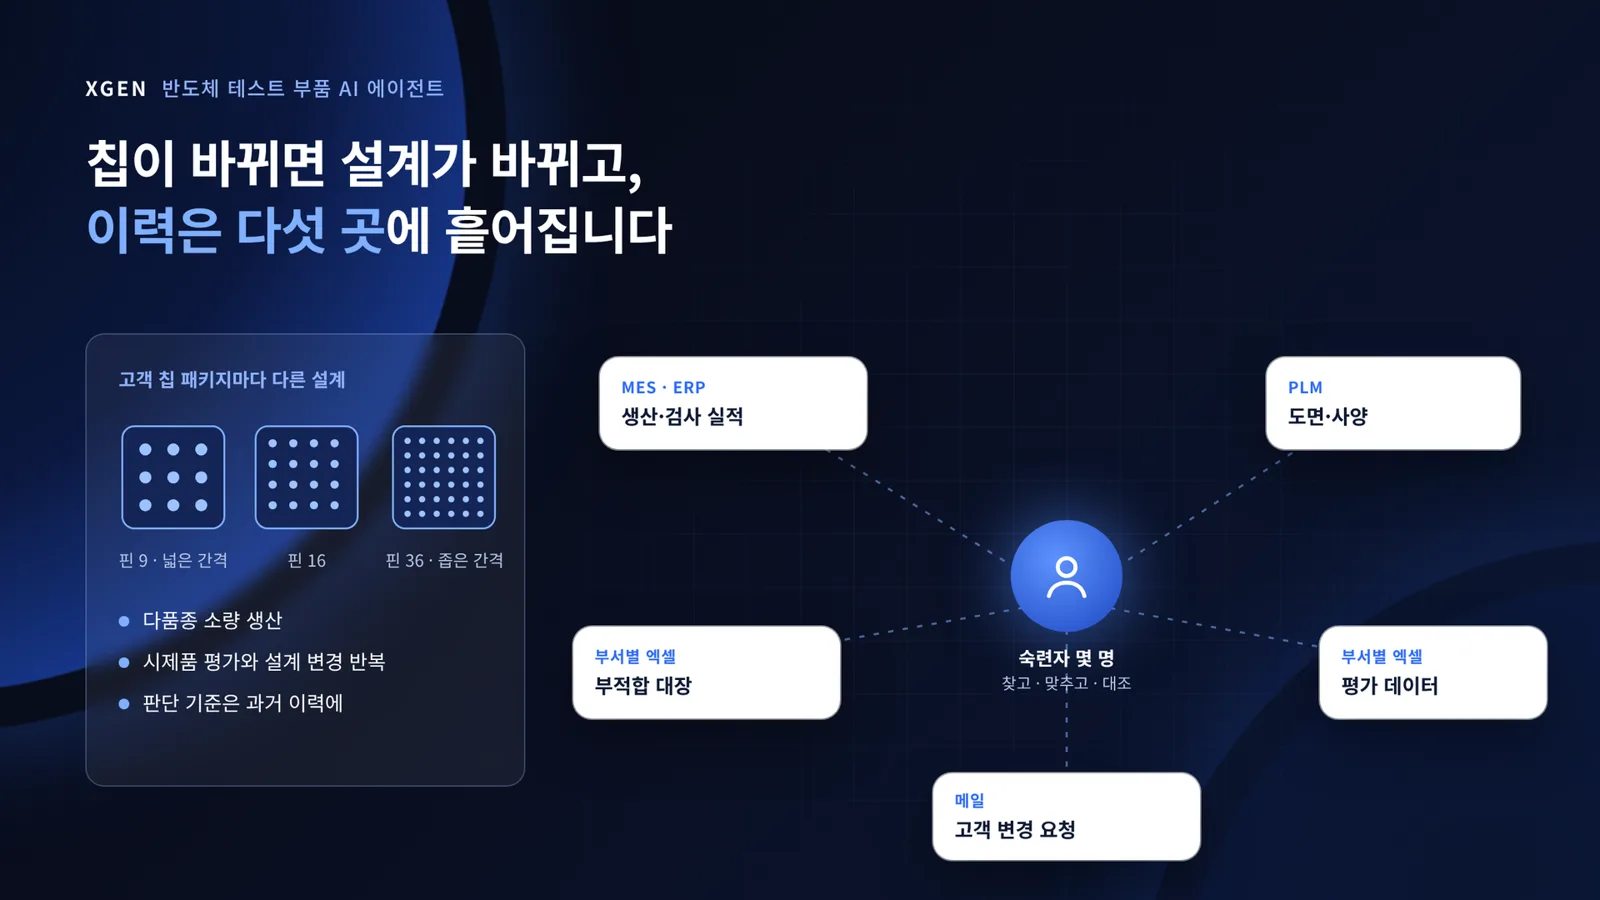 XGEN 반도체 테스트 부품 AI 에이전트
칩이 바뀌면 설계가 바뀌고,
이력은 다섯 곳에 흩어집니다
고객 칩 패키지마다 다른 설계
핀 9 · 넓은 간격
핀 16
핀 36 · 좁은 간격
다품종 소량 생산
시제품 평가와 설계 변경 반복
판단 기준은 과거 이력에
MES · ERP
생산·검사 실적
PLM
도면·사양
숙련자 몇 명
찾고 · 맞추고 · 대조
부서별 엑셀
부적합 대장
부서별 엑셀
평가 데이터
메일
고객 변경 요청